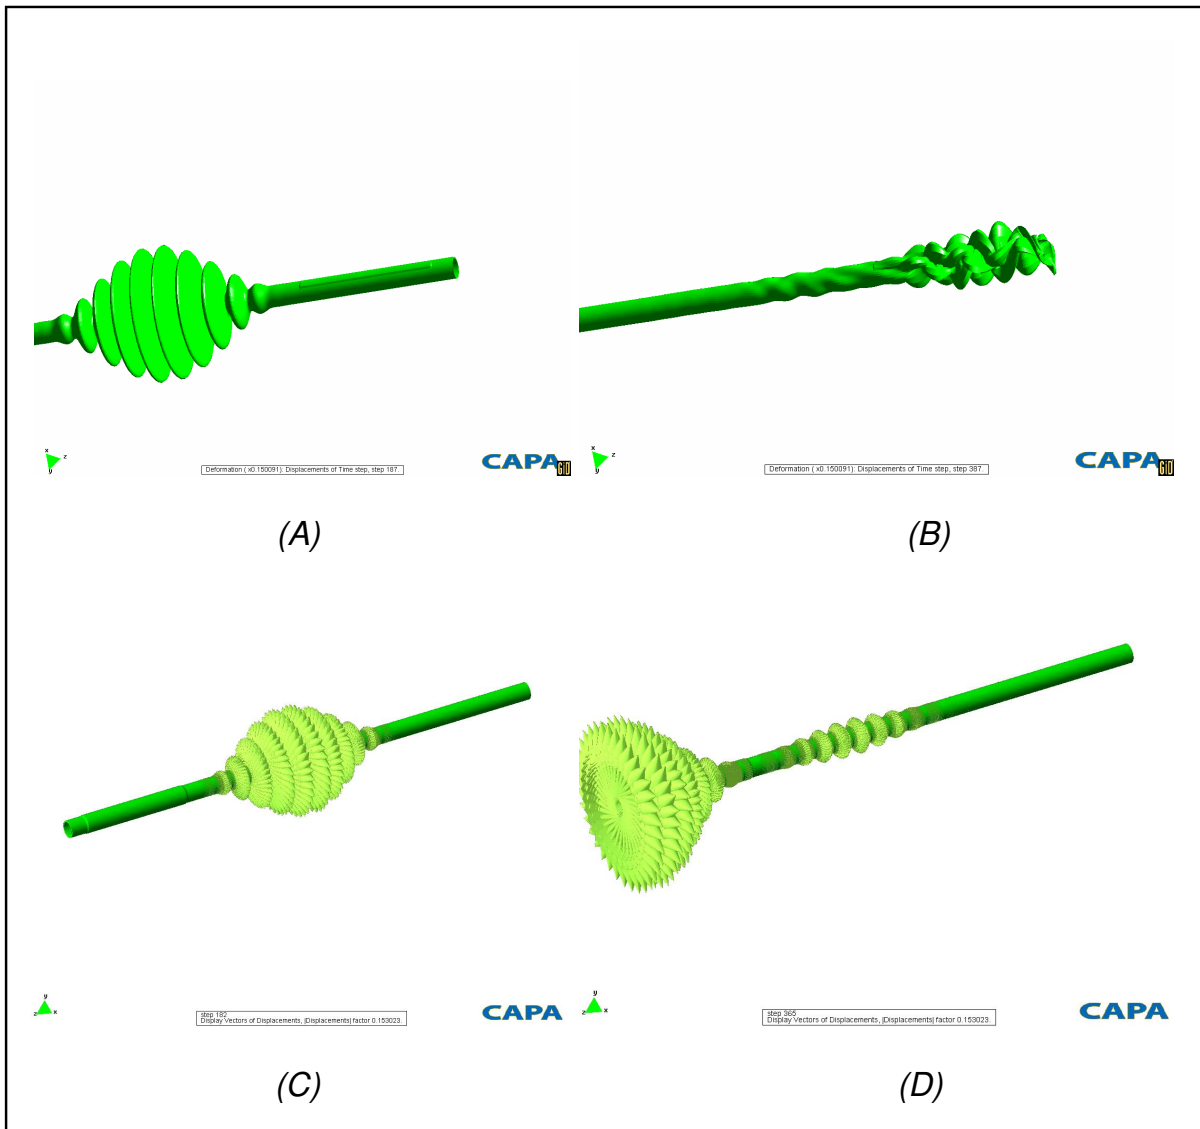 x
z
y
Deformation ( x0.150091): Displacements of Time step, step 187.
CAPA
GiD
x
z
y
Deformation ( x0.150091): Displacements of Time step, step 387.
CAPA
GiD
(A)
(B)
y
z
x
step 182
Display Vectors of Displacements, |Displacements| factor 0.153023.
CAPA
y
z
x
step 365
Display Vectors of Displacements, |Displacements| factor 0.153023.
CAPA
(C)
(D)